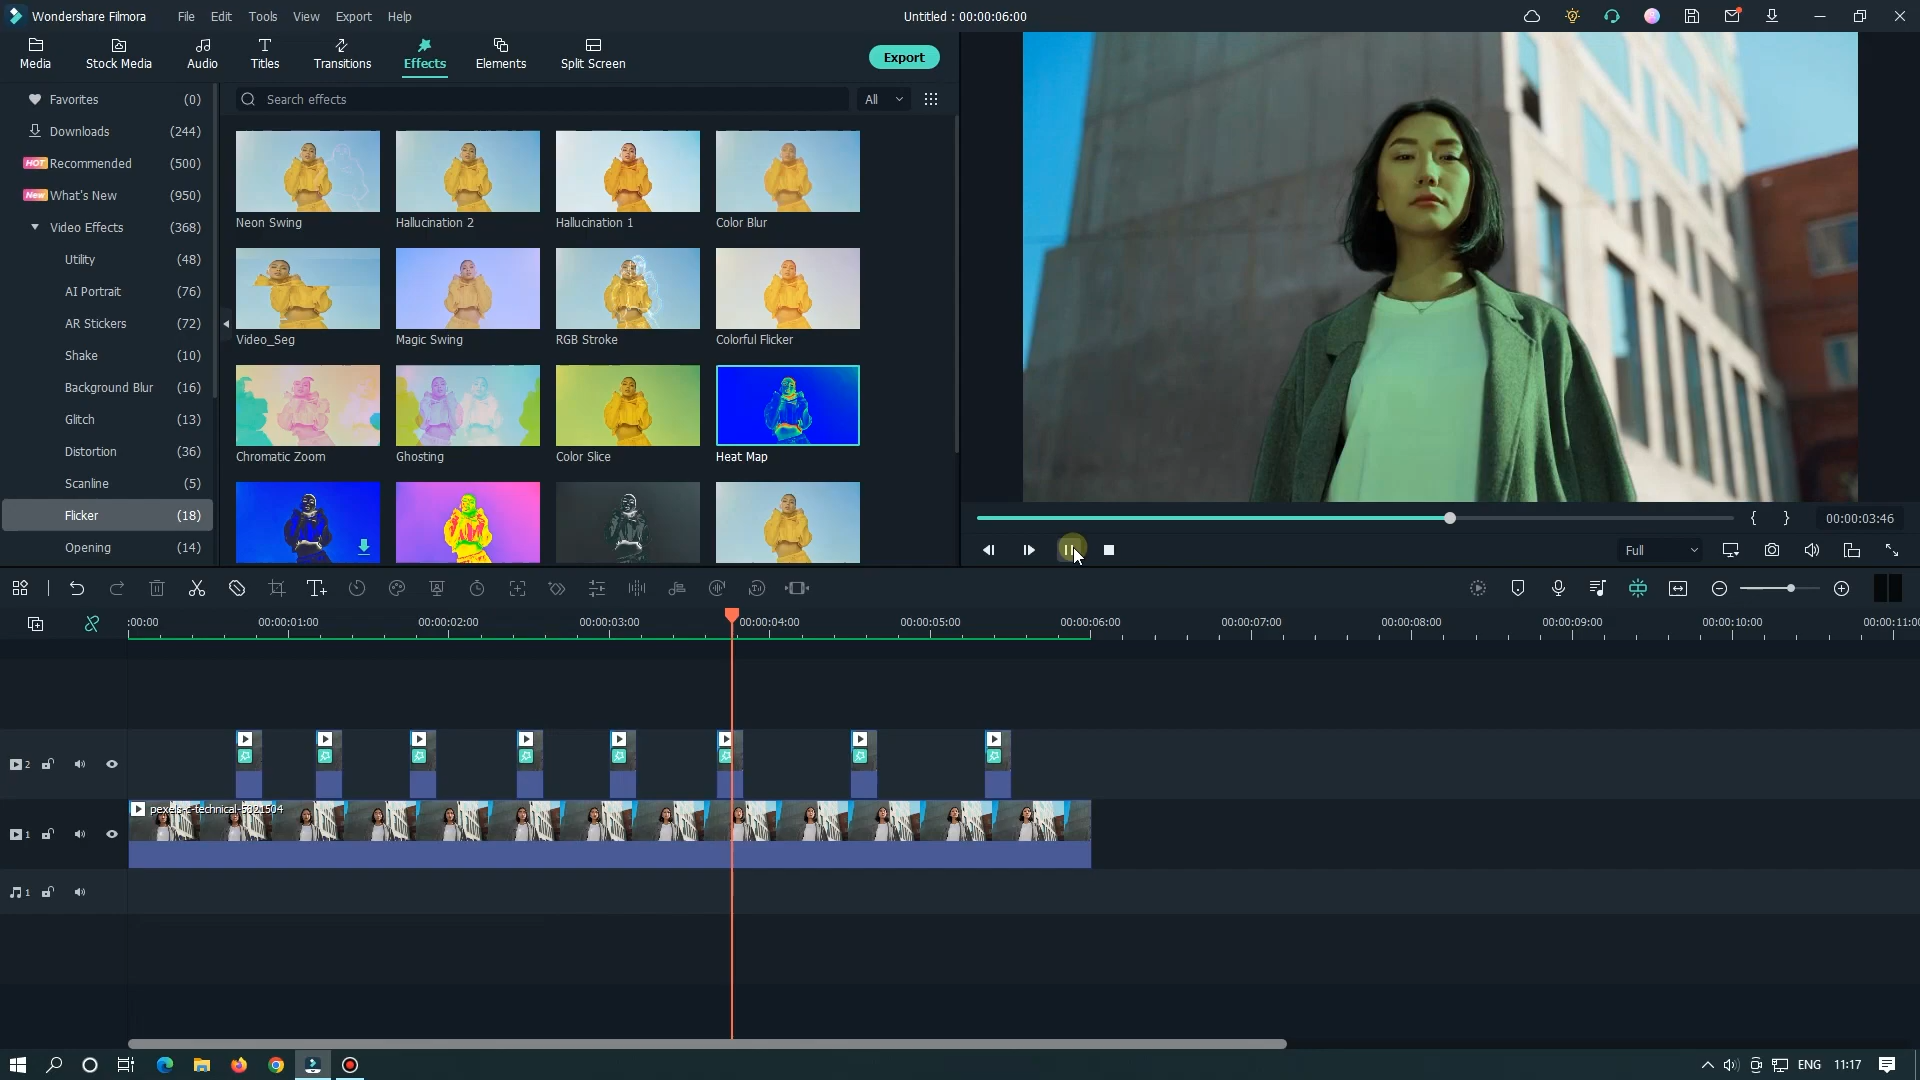 Wondershare Filmora File Edit Tools View Export Help Untitled : 00:00:06:00
Media Stock Media Audio Titles Transitions Effects Elements Split Screen Export
Search effects All
Favorites (0)
Downloads (244)
HOT Recommended (500)
New What's New (950)
Video Effects (368)
Utility (48)
AI Portrait (76)
AR Stickers (72)
Shake (10)
Background Blur (16)
Glitch (13)
Distortion (36)
Scanline (5)
Flicker (18)
Opening (14)
Neon Swing Hallucination 2 Hallucination 1 Color Blur
Video_Seg Magic Swing RGB Stroke Colorful Flicker
Chromatic Zoom Ghosting Color Slice Heat Map
{ } 00:00:03:46
Full
:00:00 00:00:01:00 00:00:02:00 00:00:03:00 00:00:04:00 00:00:05:00 00:00:06:00 00:00:07:00 00:00:08:00 00:00:09:00 00:00:10:00 00:00:11:00
2
1 pexels-c-technical-5821504
1
ENG 11:17